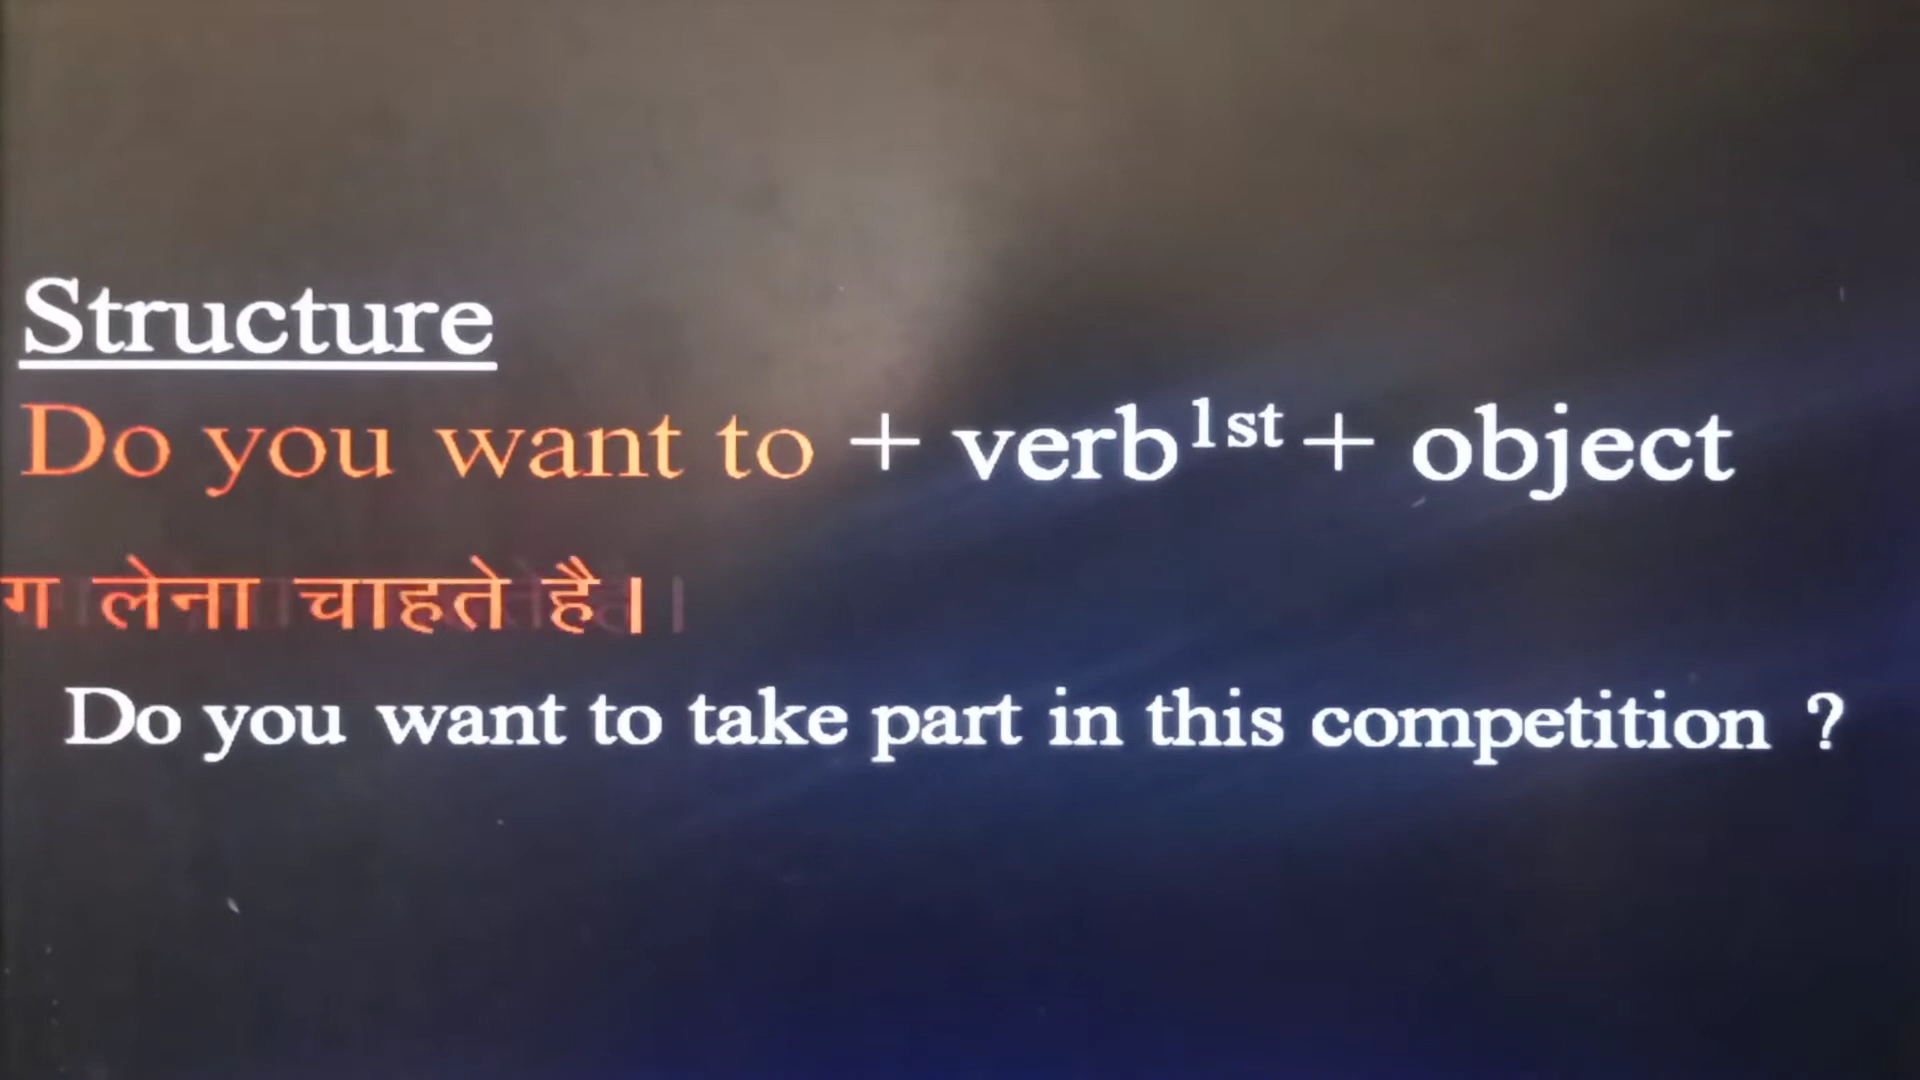 Structure
Do you want to + verb1st + object
ग लेना चाहते है।
Do you want to take part in this competition ?